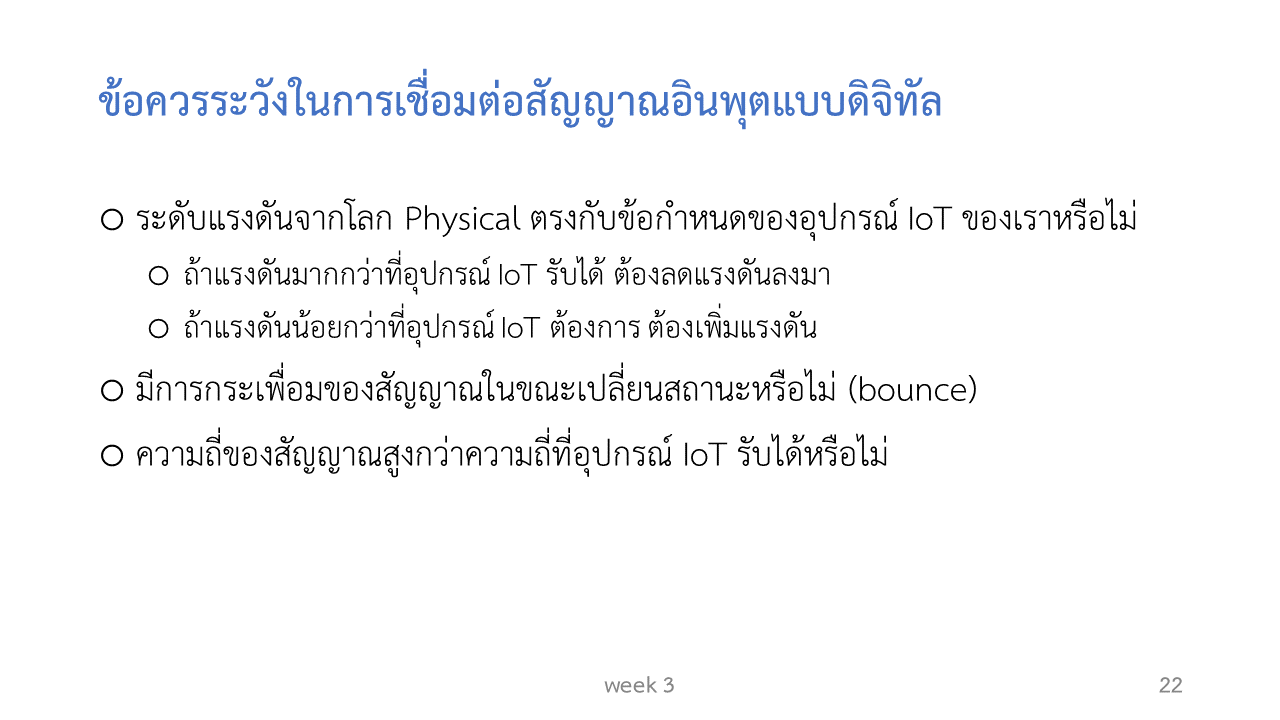 ข้อควรระวังในการเชื่อมต่อสัญญาณอินพุตแบบดิจิทัล
ระดับแรงดันจากโลก Physical ตรงกับข้อกำหนดของอุปกรณ์ IoT ของเราหรือไม่
ถ้าแรงดันมากกว่าที่อุปกรณ์ IoT รับได้ ต้องลดแรงดันลงมา
ถ้าแรงดันน้อยกว่าที่อุปกรณ์ IoT ต้องการ ต้องเพิ่มแรงดัน
มีการกระเพื่อมของสัญญาณในขณะเปลี่ยนสถานะหรือไม่ (bounce)
ความถี่ของสัญญาณสูงกว่าความถี่ที่อุปกรณ์ IoT รับได้หรือไม่
week 3
22